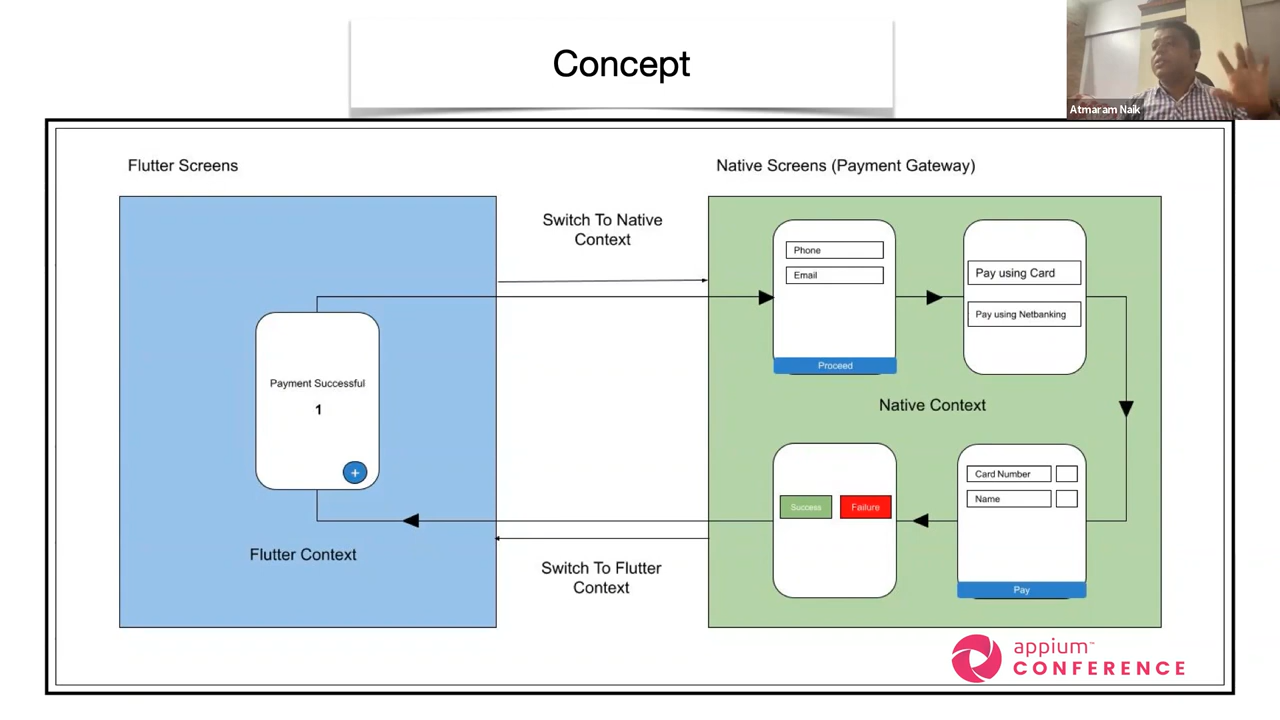 Concept
Atmaram Naik
Flutter Screens
Native Screens (Payment Gateway)
Switch To Native
Context
Phone
Email
Proceed
Pay using Card
Pay using Netbanking
Payment Successful
1
+
Native Context
Success
Failure
Card Number
Name
Pay
Flutter Context
Switch To Flutter
Context
appium™
CONFERENCE